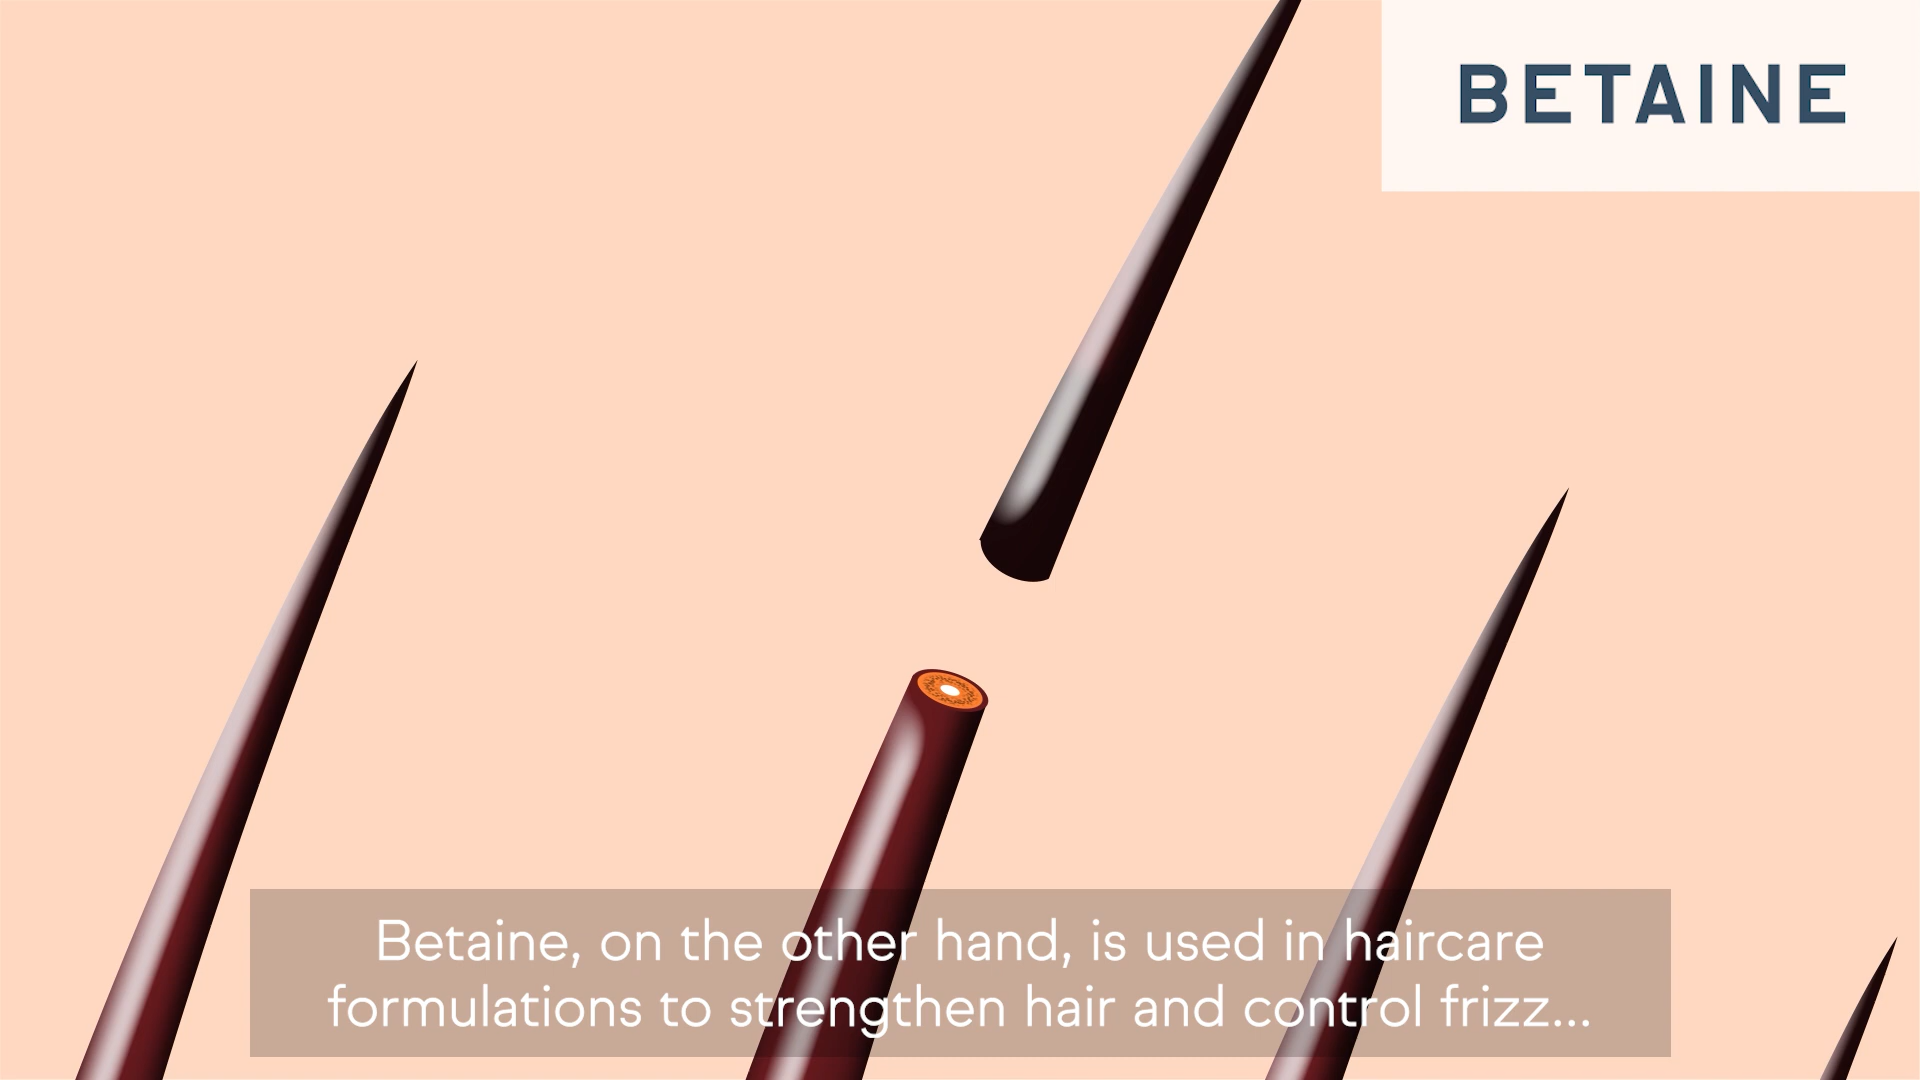 BETAINE
Betaine, on the other hand, is used in haircare
formulations to strengthen hair and control frizz...